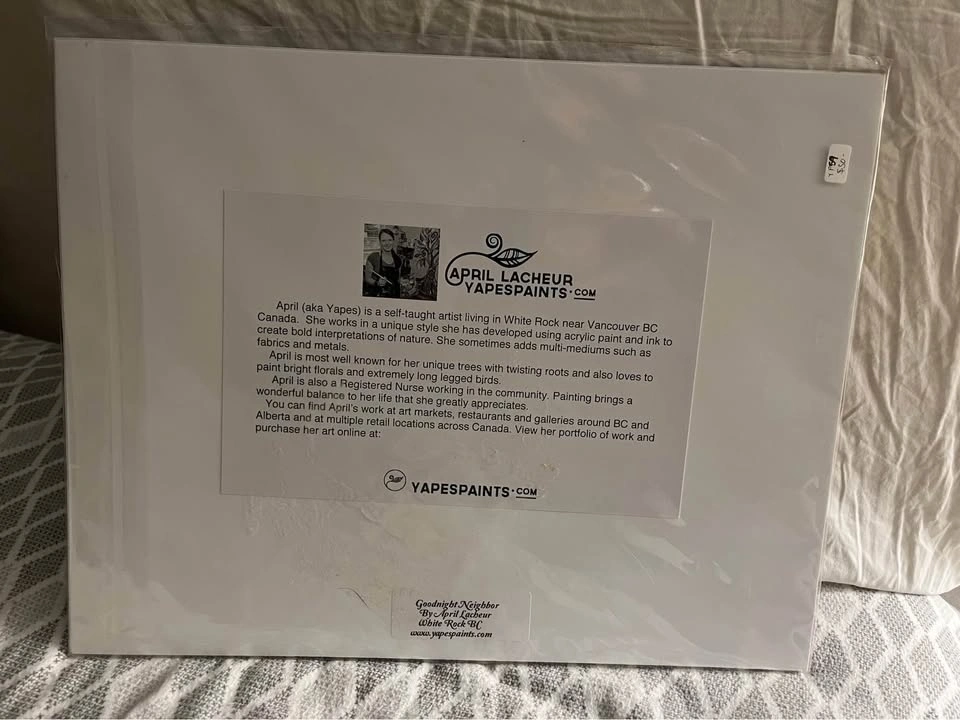 YP59
$50-
APRIL LACHEUR
YAPESPAINTS.COM
April (aka Yapes) is a self-taught artist living in White Rock near Vancouver BC
Canada. She works in a unique style she has developed using acrylic paint and ink to
create bold interpretations of nature. She sometimes adds multi-mediums such as
fabrics and metals.
April is most well known for her unique trees with twisting roots and also loves to
paint bright florals and extremely long legged birds.
April is also a Registered Nurse working in the community. Painting brings a
wonderful balance to her life that she greatly appreciates.
You can find April's work at art markets, restaurants and galleries around BC and
Alberta and at multiple retail locations across Canada. View her portfolio of work and
purchase her art online at:
YAPESPAINTS.COM
Goodnight Neighbor
By April Lacheur
White Rock BC
www.yapespaints.com